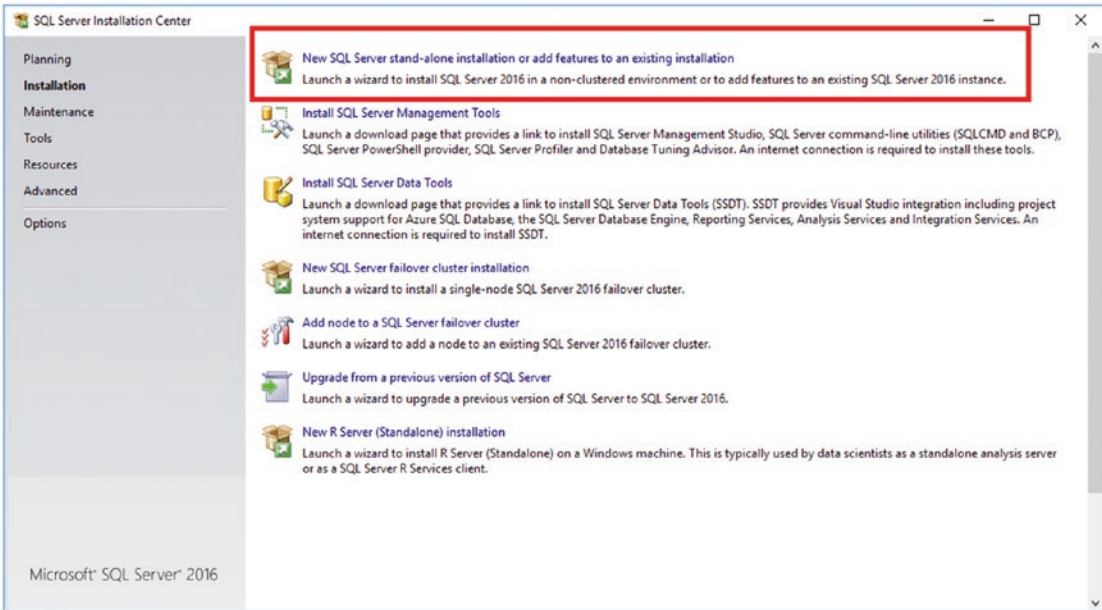 SQL Server Installation Center
Planning
Installation
Maintenance
Tools
Resources
Advanced
Options
Microsoft® SQL Server® 2016
New SQL Server stand-alone installation or add features to an existing installation
Launch a wizard to install SQL Server 2016 in a non-clustered environment or to add features to an existing SQL Server 2016 instance.
Install SQL Server Management Tools
Launch a download page that provides a link to install SQL Server Management Studio, SQL Server command-line utilities (SQLCMD and BCP),
SQL Server PowerShell provider, SQL Server Profiler and Database Tuning Advisor. An internet connection is required to install these tools.
Install SQL Server Data Tools
Launch a download page that provides a link to install SQL Server Data Tools (SSDT). SSDT provides Visual Studio integration including project
system support for Azure SQL Database, the SQL Server Database Engine, Reporting Services, Analysis Services and Integration Services. An
internet connection is required to install SSDT.
New SQL Server failover cluster installation
Launch a wizard to install a single-node SQL Server 2016 failover cluster.
Add node to a SQL Server failover cluster
Launch a wizard to add a node to an existing SQL Server 2016 failover cluster.
Upgrade from a previous version of SQL Server
Launch a wizard to upgrade a previous version of SQL Server to SQL Server 2016.
New R Server (Standalone) installation
Launch a wizard to install R Server (Standalone) on a Windows machine. This is typically used by data scientists as a standalone analysis server
or as a SQL Server R Services client.